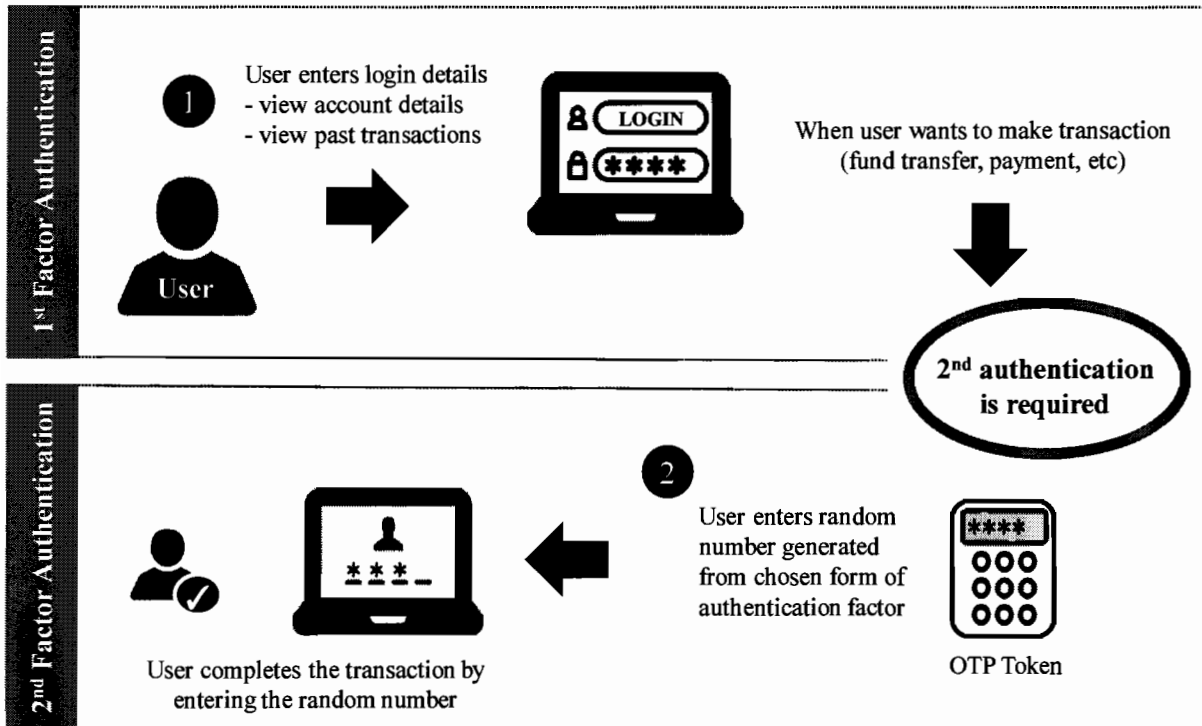 1st Factor Authentication
1
User enters login details
- view account details
- view past transactions
User
LOGIN
****
When user wants to make transaction
(fund transfer, payment, etc)
2nd authentication
is required
2nd Factor Authentication
2
User enters random
number generated
from chosen form of
authentication factor
****
OTP Token
* * * _
User completes the transaction by
entering the random number